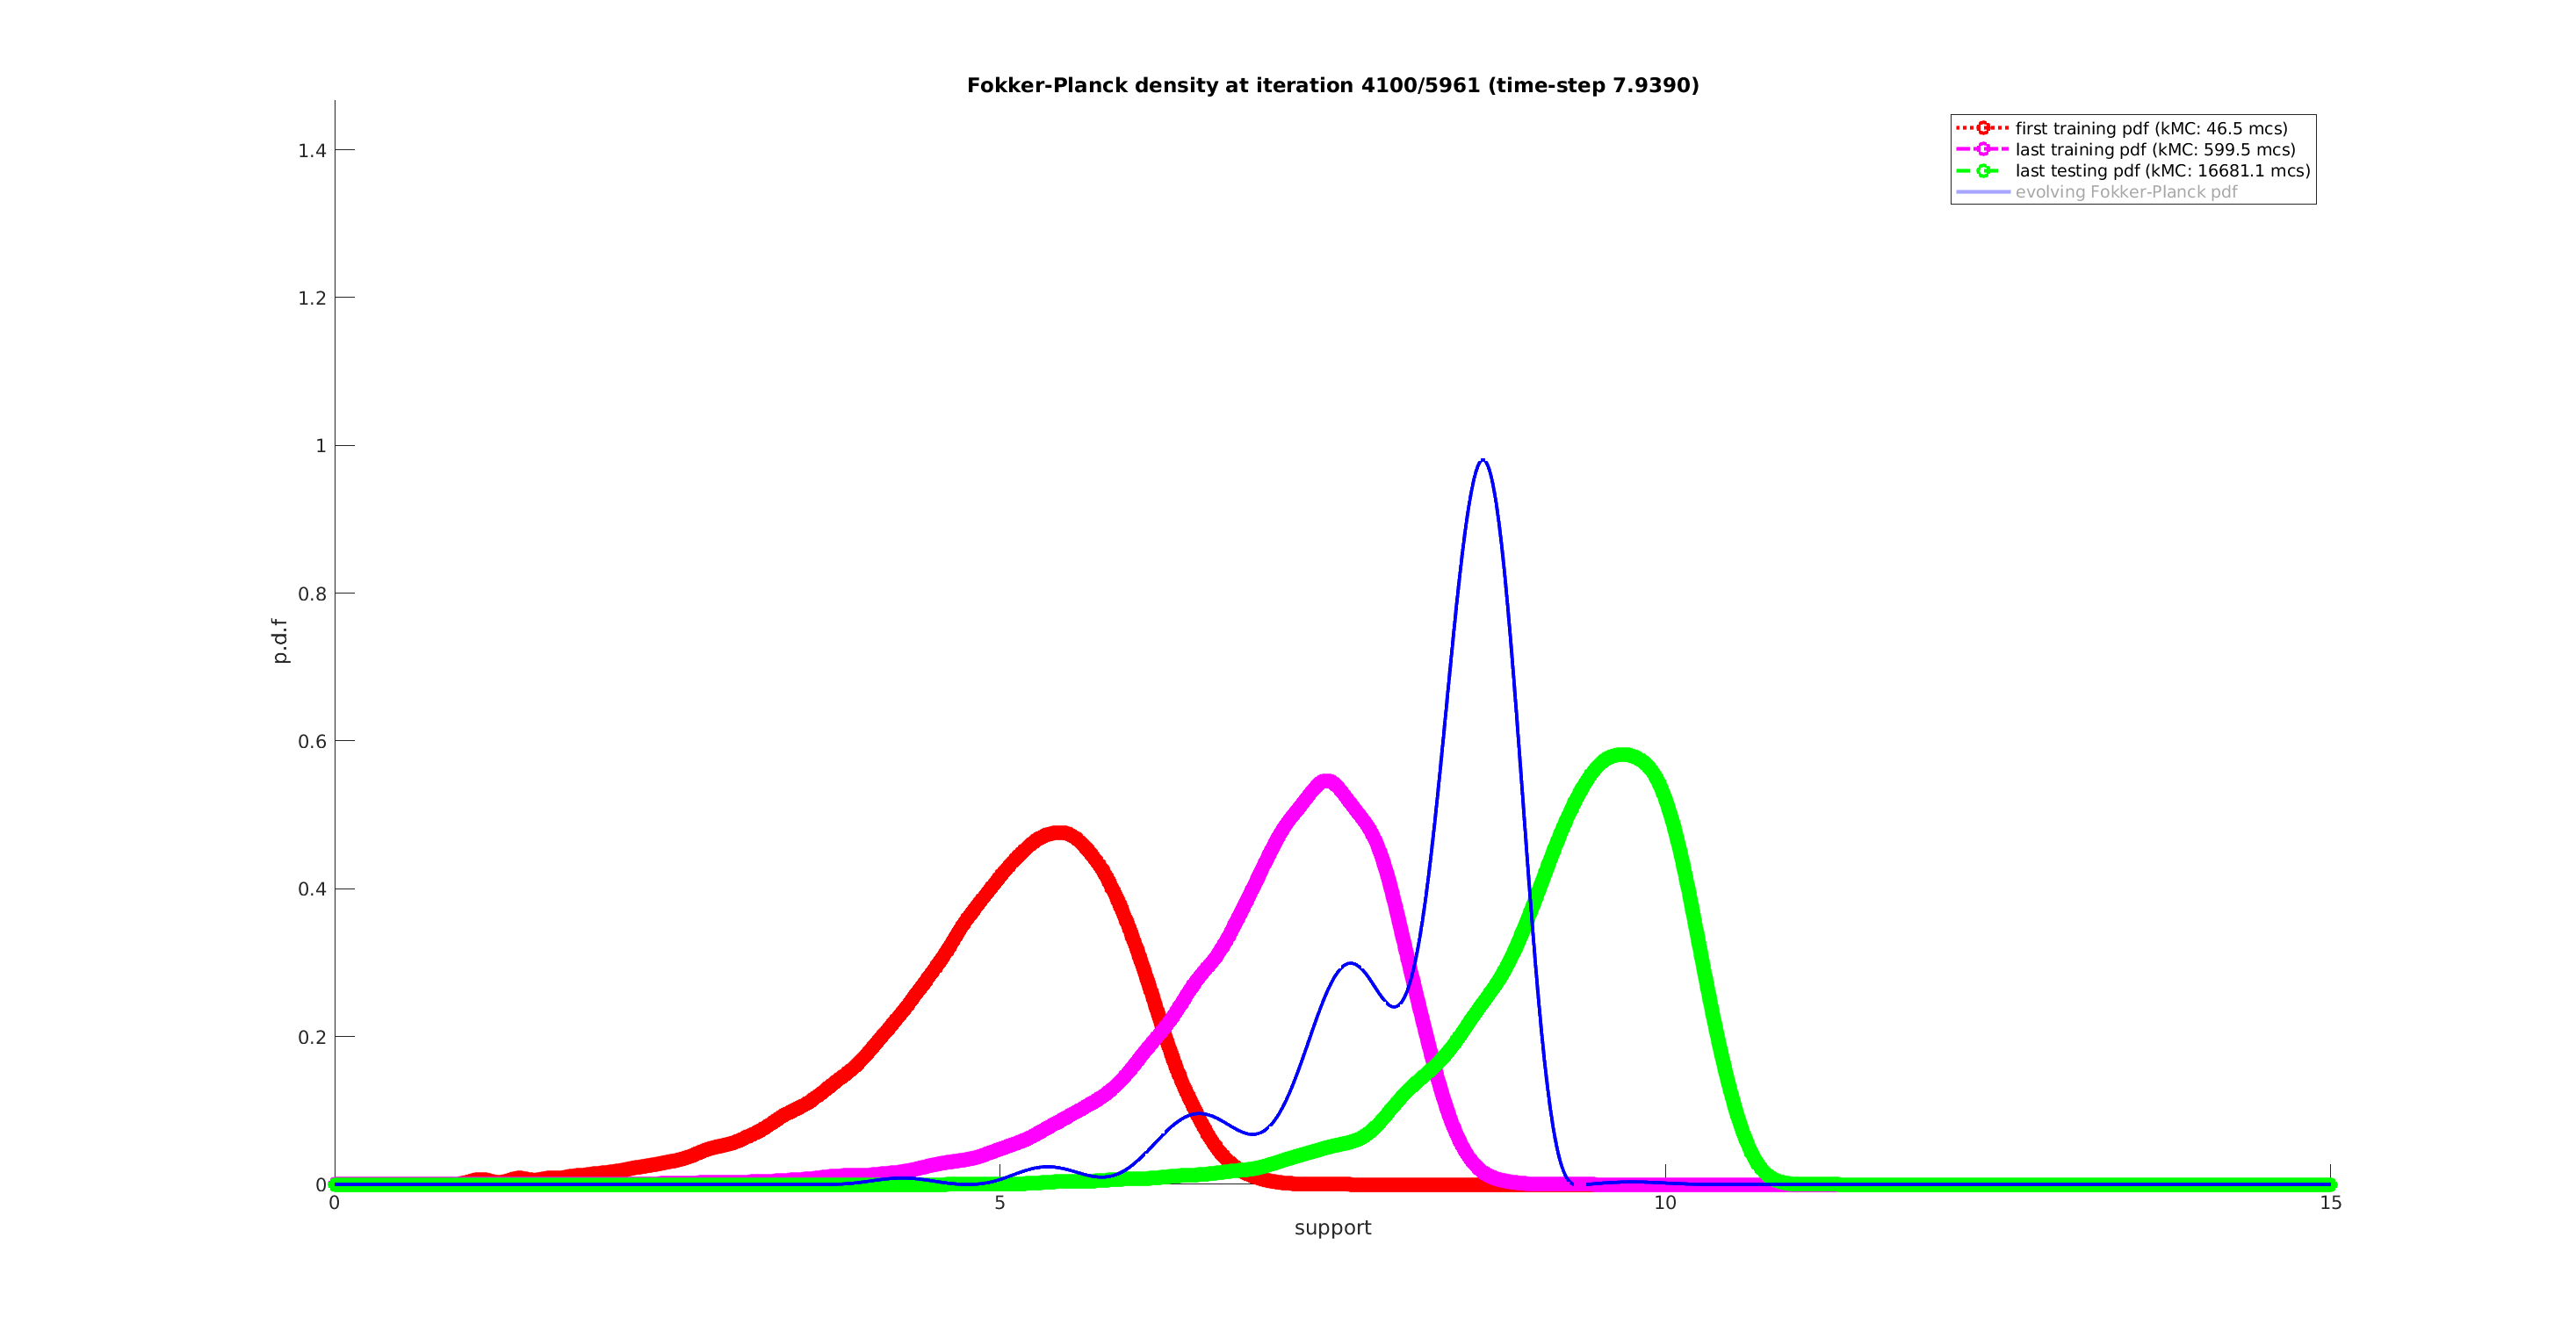 Fokker-Planck density at iteration 4100/5961 (time-step 7.9390)
first training pdf (kMC: 46.5 mcs)
last training pdf (kMC: 599.5 mcs)
last testing pdf (kMC: 16681.1 mcs)
evolving Fokker-Planck pdf
1.4
1.2
1
0.8
0.6
0.4
0.2
0
p.d.f
0 5 10 15
support